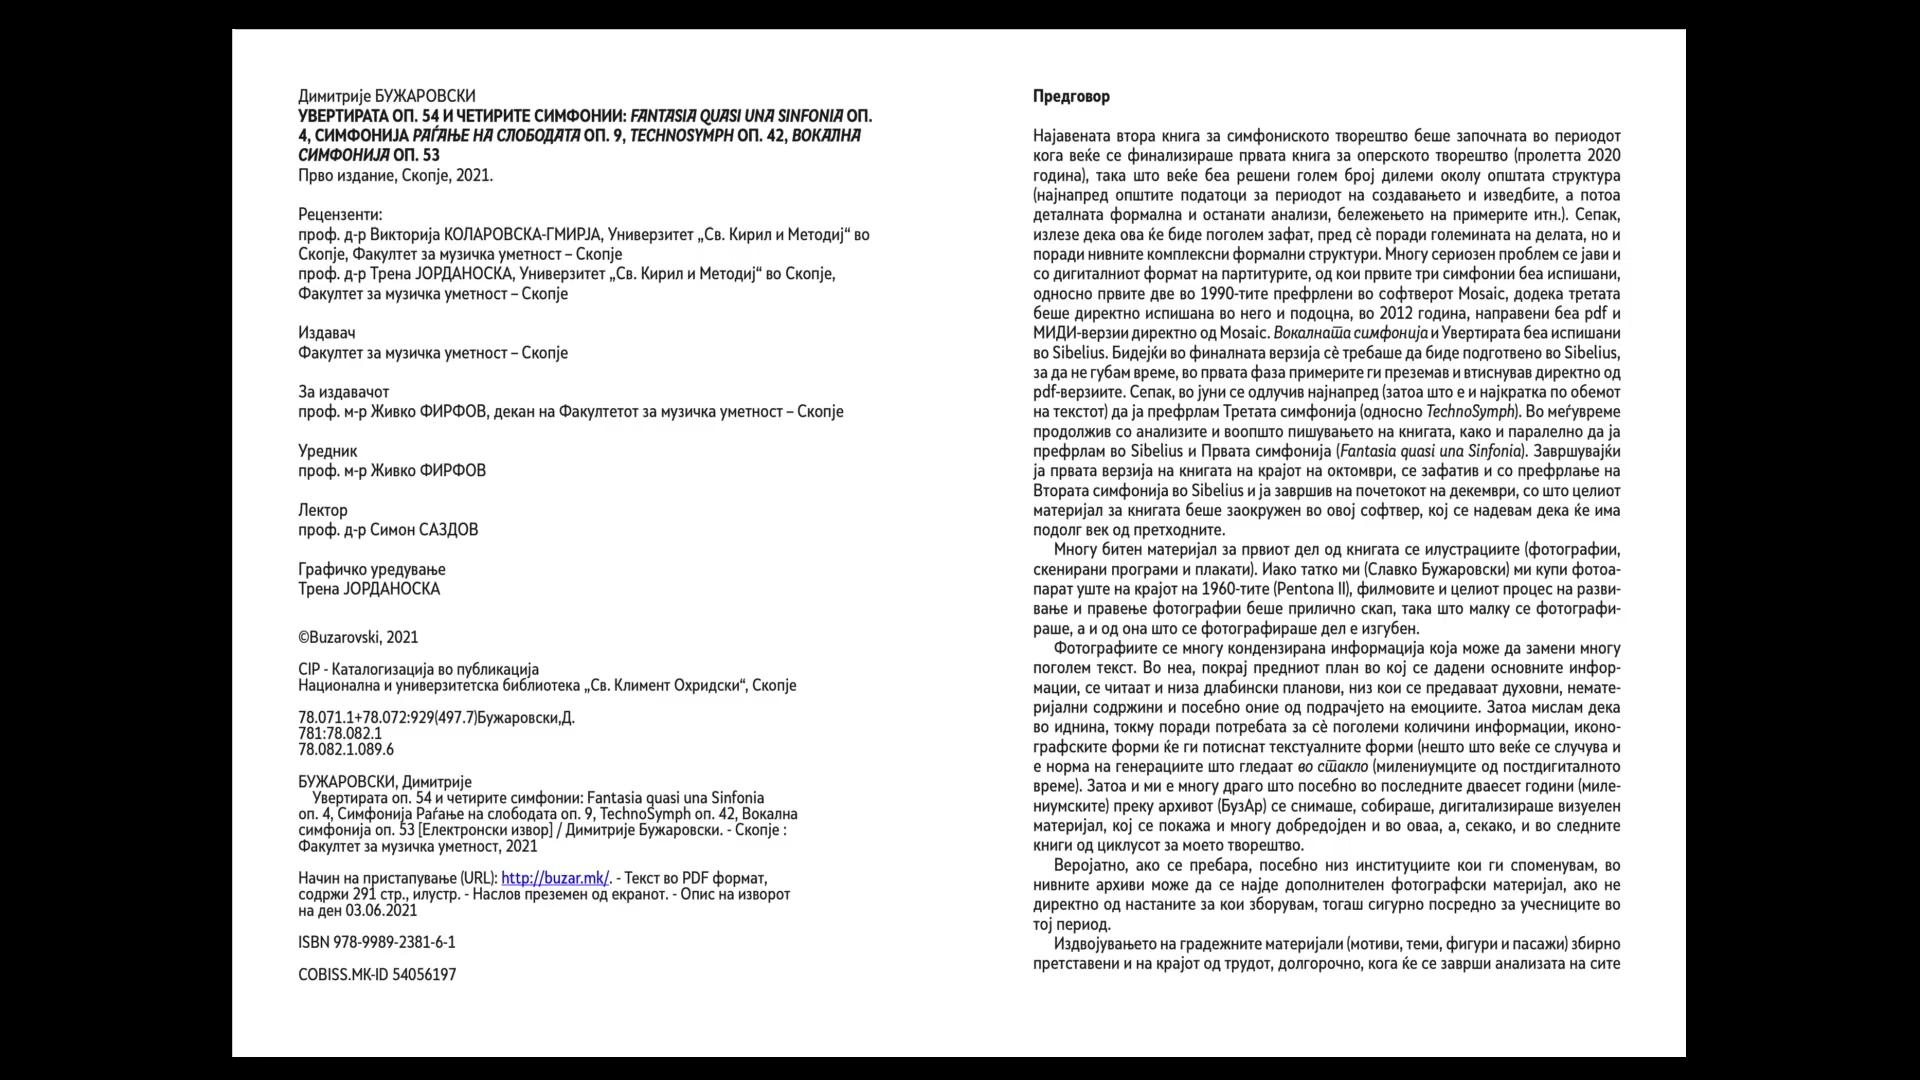 Димитрије БУЖАРОВСКИ
УВЕРТИРАТА ОП. 54 И ЧЕТИРИТЕ СИМФОНИИ: FANTASIA QUASI UNA SINFONIA ОП.
4, СИМФОНИЈА РАЃАЊЕ НА СЛОБОДАТА ОП. 9, TECHNOSYMPH ОП. 42, ВОКАЛНА
СИМФОНИЈА ОП. 53
Прво издание, Скопје, 2021.
Рецензенти:
проф. д-р Викторија КОЛАРОВСКА-ГМИРЈА, Универзитет „Св. Кирил и Методиј“ во
Скопје, Факултет за музичка уметност – Скопје
проф. д-р Трена ЈОРДАНОСКА, Универзитет „Св. Кирил и Методиј“ во Скопје,
Факултет за музичка уметност – Скопје
Издавач
Факултет за музичка уметност – Скопје
За издавачот
проф. м-р Живко ФИРФОВ, декан на Факултетот за музичка уметност – Скопје
Уредник
проф. м-р Живко ФИРФОВ
Лектор
проф. д-р Симон САЗДОВ
Графичко уредување
Трена ЈОРДАНОСКА
©Buzarovski, 2021
CIP - Каталогизација во публикација
Национална и универзитетска библиотека „Св. Климент Охридски“, Скопје
78.071.1+78.072:929(497.7)Бужаровски,Д.
781:78.082.1
78.082.1.089.6
БУЖАРОВСКИ, Димитрије
Увертирата оп. 54 и четирите симфонии: Fantasia quasi una Sinfonia
оп. 4, Симфонија Раѓање на слободата оп. 9, TechnoSymph оп. 42, Вокална
симфонија оп. 53 [Електронски извор] / Димитрије Бужаровски. - Скопје :
Факултет за музичка уметност, 2021
Начин на пристапување (URL): http://buzar.mk/. - Текст во PDF формат,
содржи 291 стр., илустр. - Наслов преземен од екранот. - Опис на изворот
на ден 03.06.2021
ISBN 978-9989-2381-6-1
COBISS.MK-ID 54056197
Предговор
Најавената втора книга за симфониското творештво беше започната во периодот
кога веќе се финализираше првата книга за оперското творештво (пролетта 2020
година), така што веќе беа решени голем број дилеми околу општата структура
(најнапред општите податоци за периодот на создавањето и изведбите, а потоа
деталната формална и останати анализи, бележењето на примерите итн.). Сепак,
излезе дека ова ќе биде поголем зафат, пред сѐ поради големината на делата, но и
поради нивните комплексни формални структури. Многу сериозен проблем се јави и
со дигиталниот формат на партитурите, од кои првите три симфонии беа испишани,
односно првите две во 1990-тите префрлени во софтверот Mosaic, додека третата
беше директно испишана во него и подоцна, во 2012 година, направени беа pdf и
МИДИ-верзии директно од Mosaic. Вокалната симфонија и Увертирата беа испишани
во Sibelius. Бидејќи во финалната верзија сѐ требаше да биде подготвено во Sibelius,
за да не губам време, во првата фаза примерите ги преземав и втиснував директно од
pdf-верзиите. Сепак, во јуни се одлучив најнапред (затоа што е и најкратка по обемот
на текстот) да ја префрлам Третата симфонија (односно TechnoSymph). Во меѓувреме
продолжив со анализите и воопшто пишувањето на книгата, како и паралелно да ја
префрлам во Sibelius и Првата симфонија (Fantasia quasi una Sinfonia). Завршувајќи
ја првата верзија на книгата на крајот на октомври, се зафатив и со префрлање на
Втората симфонија во Sibelius и ја завршив на почетокот на декември, со што целиот
материјал за книгата беше заокружен во овој софтвер, кој се надевам дека ќе има
подолг век од претходните.
Многу битен материјал за првиот дел од книгата се илустрациите (фотографии,
скенирани програми и плакати). Иако татко ми (Славко Бужаровски) ми купи фотоа-
парат уште на крајот на 1960-тите (Pentona II), филмовите и целиот процес на разви-
вање и правење фотографии беше прилично скап, така што малку се фотографи-
раше, а и од она што се фотографираше дел е изгубен.
Фотографиите се многу кондензирана информација која може да замени многу
поголем текст. Во неа, покрај предниот план во кој се дадени основните инфор-
мации, се читаат и низа длабински планови, низ кои се предаваат духовни, немате-
ријални содржини и посебно оние од подрачјето на емоциите. Затоа мислам дека
во иднина, токму поради потребата за сѐ поголеми количини информации, иконо-
графските форми ќе ги потиснат текстуалните форми (нешто што веќе се случува и
е норма на генерациите што гледаат во стакло (милениумците од постдигиталното
време). Затоа и ми е многу драго што посебно во последните дваесет години (миле-
ниумските) преку архивот (БузАр) се снимаше, собираше, дигитализираше визуелен
материјал, кој се покажа и многу добредојден и во оваа, а, секако, и во следните
книги од циклусот за моето творештво.
Веројатно, ако се пребара, посебно низ институциите кои ги споменувам, во
нивните архиви може да се најде дополнителен фотографски материјал, ако не
директно од настаните за кои зборувам, тогаш сигурно посредно за учесниците во
тој период.
Издвојувањето на градежните материјали (мотиви, теми, фигури и пасажи) збирно
претставени и на крајот од трудот, долгорочно, кога ќе се заврши анализата на сите